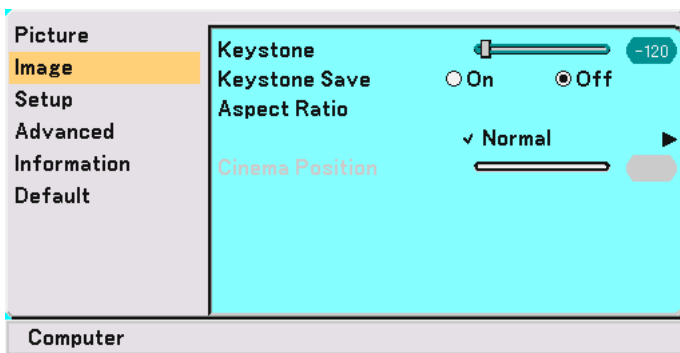 Picture
Image
Setup
Advanced
Information
Default
Keystone -120
Keystone Save On Off
Aspect Ratio
Normal
Cinema Position
Computer